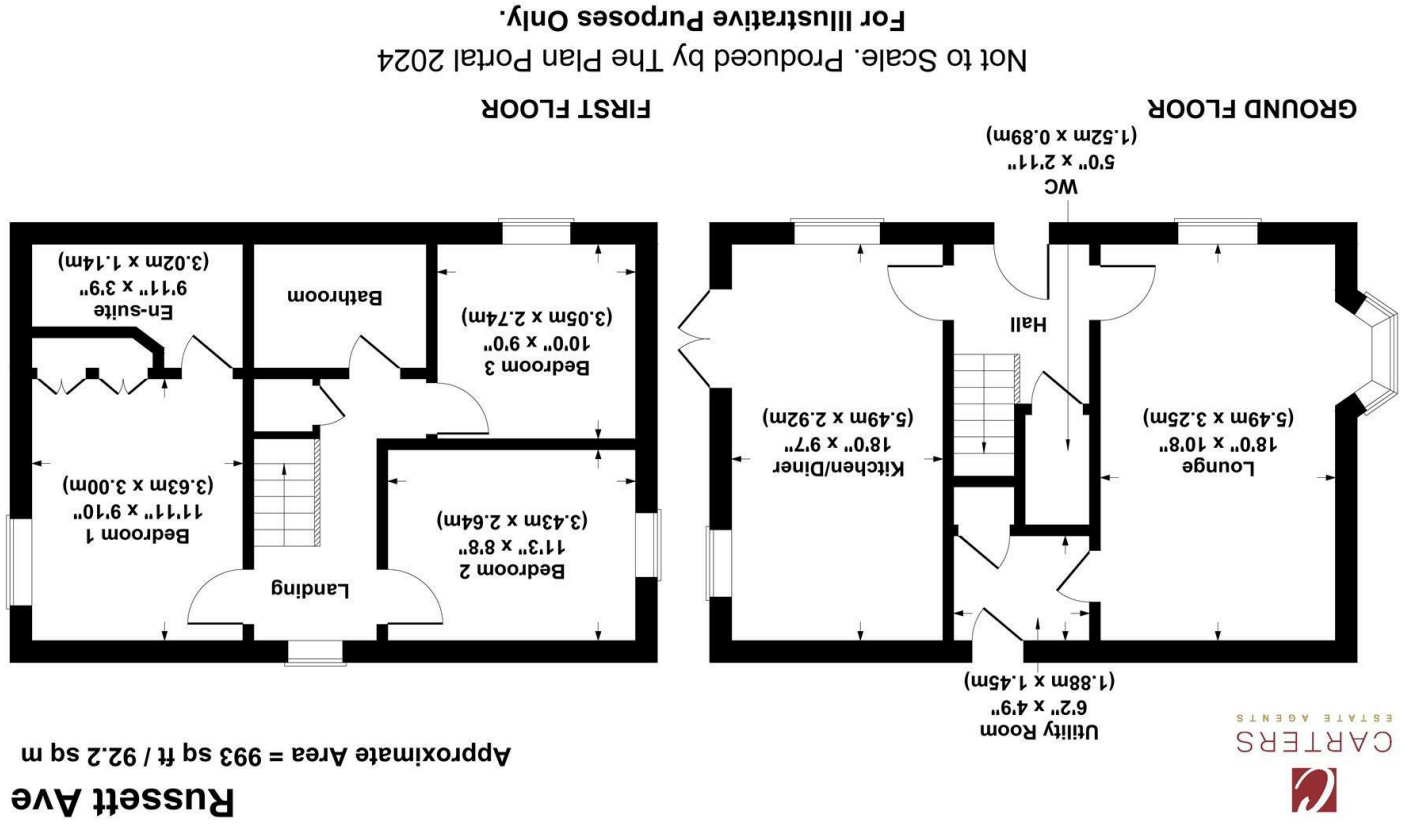 CARTERS
ESTATE AGENTS
Russett Ave
Approximate Area = 993 sq ft / 92.2 sq m
Utility Room
6'2" x 4'9"
(1.88m x 1.45m)
Lounge
18'0" x 10'8"
(5.49m x 3.25m)
Kitchen/Diner
18'0" x 9'7"
(5.49m x 2.92m)
Hall
WC
5'0" x 2'11"
(1.52m x 0.89m)
GROUND FLOOR
Landing
Bedroom 2
11'3" x 8'8"
(3.43m x 2.64m)
Bedroom 1
11'11" x 9'10"
(3.63m x 3.00m)
Bedroom 3
10'0" x 9'0"
(3.05m x 2.74m)
Bathroom
En-suite
9'11" x 3'9"
(3.02m x 1.14m)
FIRST FLOOR
Not to Scale. Produced by The Plan Portal 2024
For Illustrative Purposes Only.